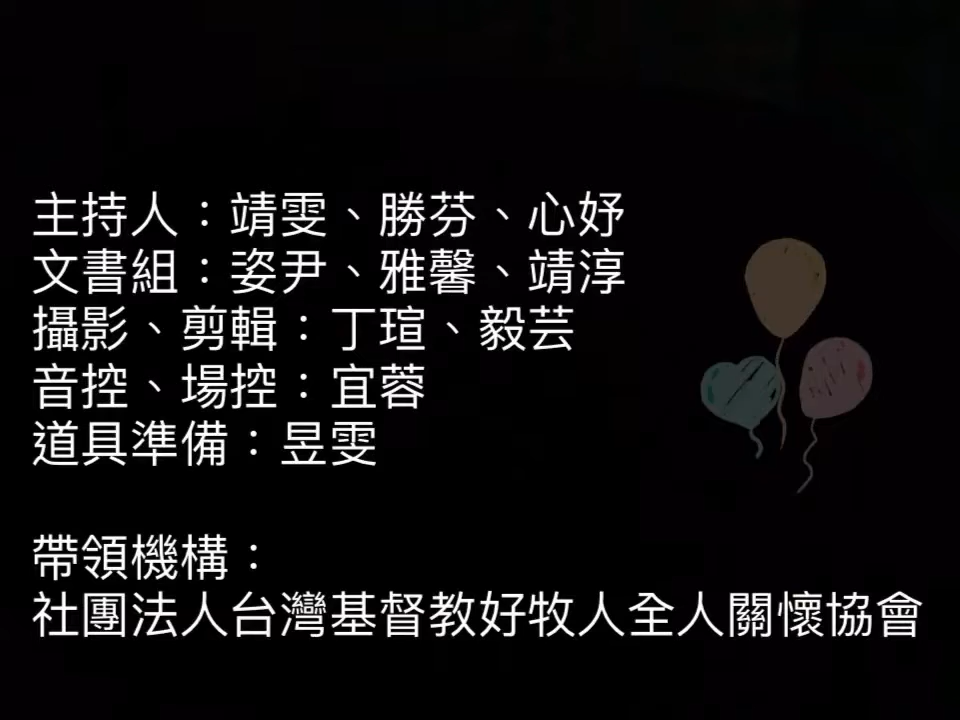 主持人：靖雯、勝芬、心妤
文書組：姿尹、雅馨、靖淳
攝影、剪輯：丁瑄、毅芸
音控、場控：宜蓉
道具準備：昱雯
帶領機構：
社團法人台灣基督教好牧人全人關懷協會